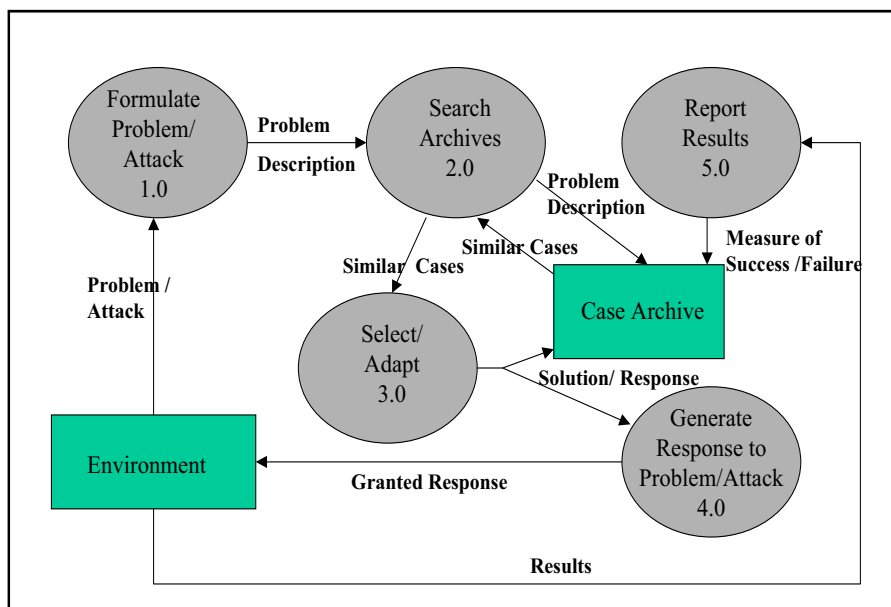 Formulate
Problem/
Attack
1.0
Problem
Description
Search
Archives
2.0
Report
Results
5.0
Problem
Description
Similar Cases
Similar  Cases
Measure of
Success /Failure
Problem /
Attack
Case Archive
Select/
Adapt
3.0
Solution/ Response
Generate
Response to
Problem/Attack
4.0
Environment
Granted Response
Results